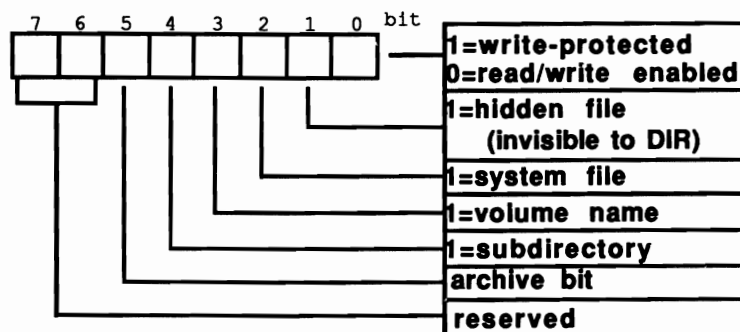 7 6 5 4 3 2 1 0 bit
1=write-protected
0=read/write enabled
1=hidden file
(invisible to DIR)
1=system file
1=volume name
1=subdirectory
archive bit
reserved